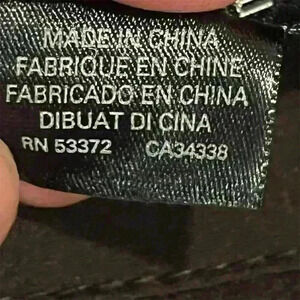 MADE IN CHINA
FABRIQUE EN CHINE
FABRICADO EN CHINA
DIBUAT DI CINA
RN 53372 CA34338